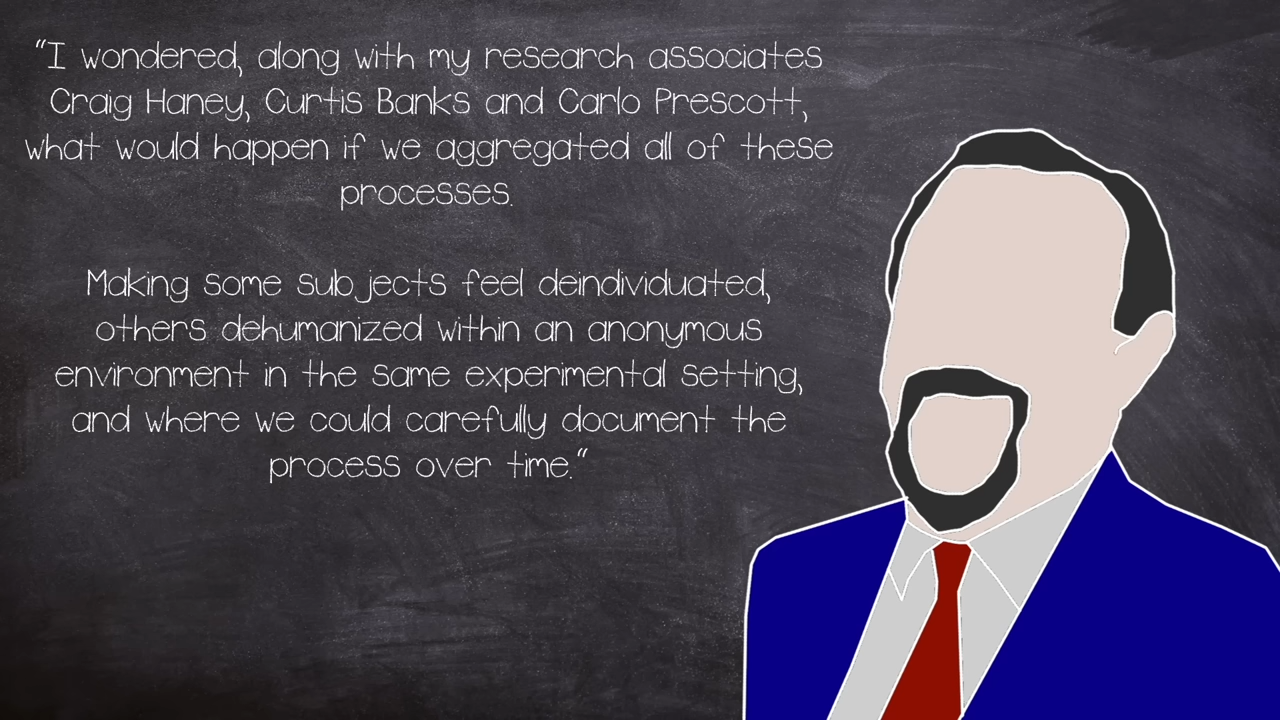 “I wondered, along with my research associates
Craig Haney, Curtis Banks and Carlo Prescott,
what would happen if we aggregated all of these
processes.
Making some subjects feel deindividuated,
others dehumanized within an anonymous
environment in the same experimental setting,
and where we could carefully document the
process over time.“